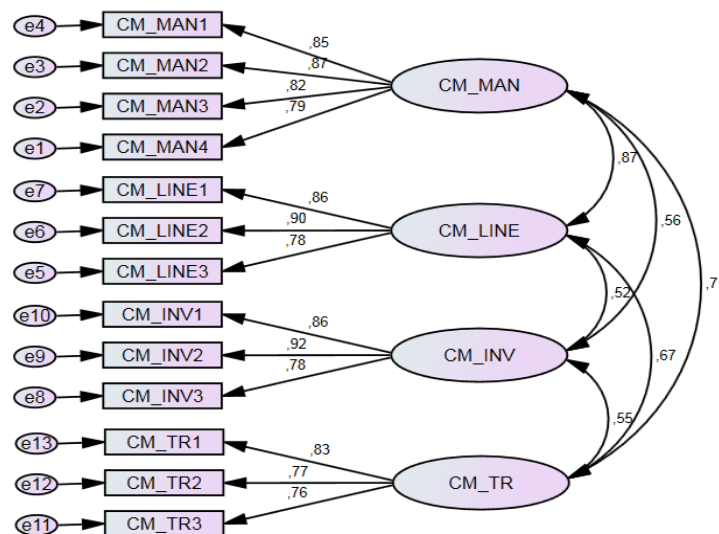 e4 CM_MAN1
,85
e3 CM_MAN2
,87
e2 CM_MAN3
,82
CM_MAN
e1 CM_MAN4
,79
,87
e7 CM_LINE1
,86
e6 CM_LINE2
,90
CM_LINE
,56
e5 CM_LINE3
,78
,52
,7
e10 CM_INV1
,86
e9 CM_INV2
,92
CM_INV
,67
e8 CM_INV3
,78
,55
e13 CM_TR1
,83
e12 CM_TR2
,77
CM_TR
e11 CM_TR3
,76